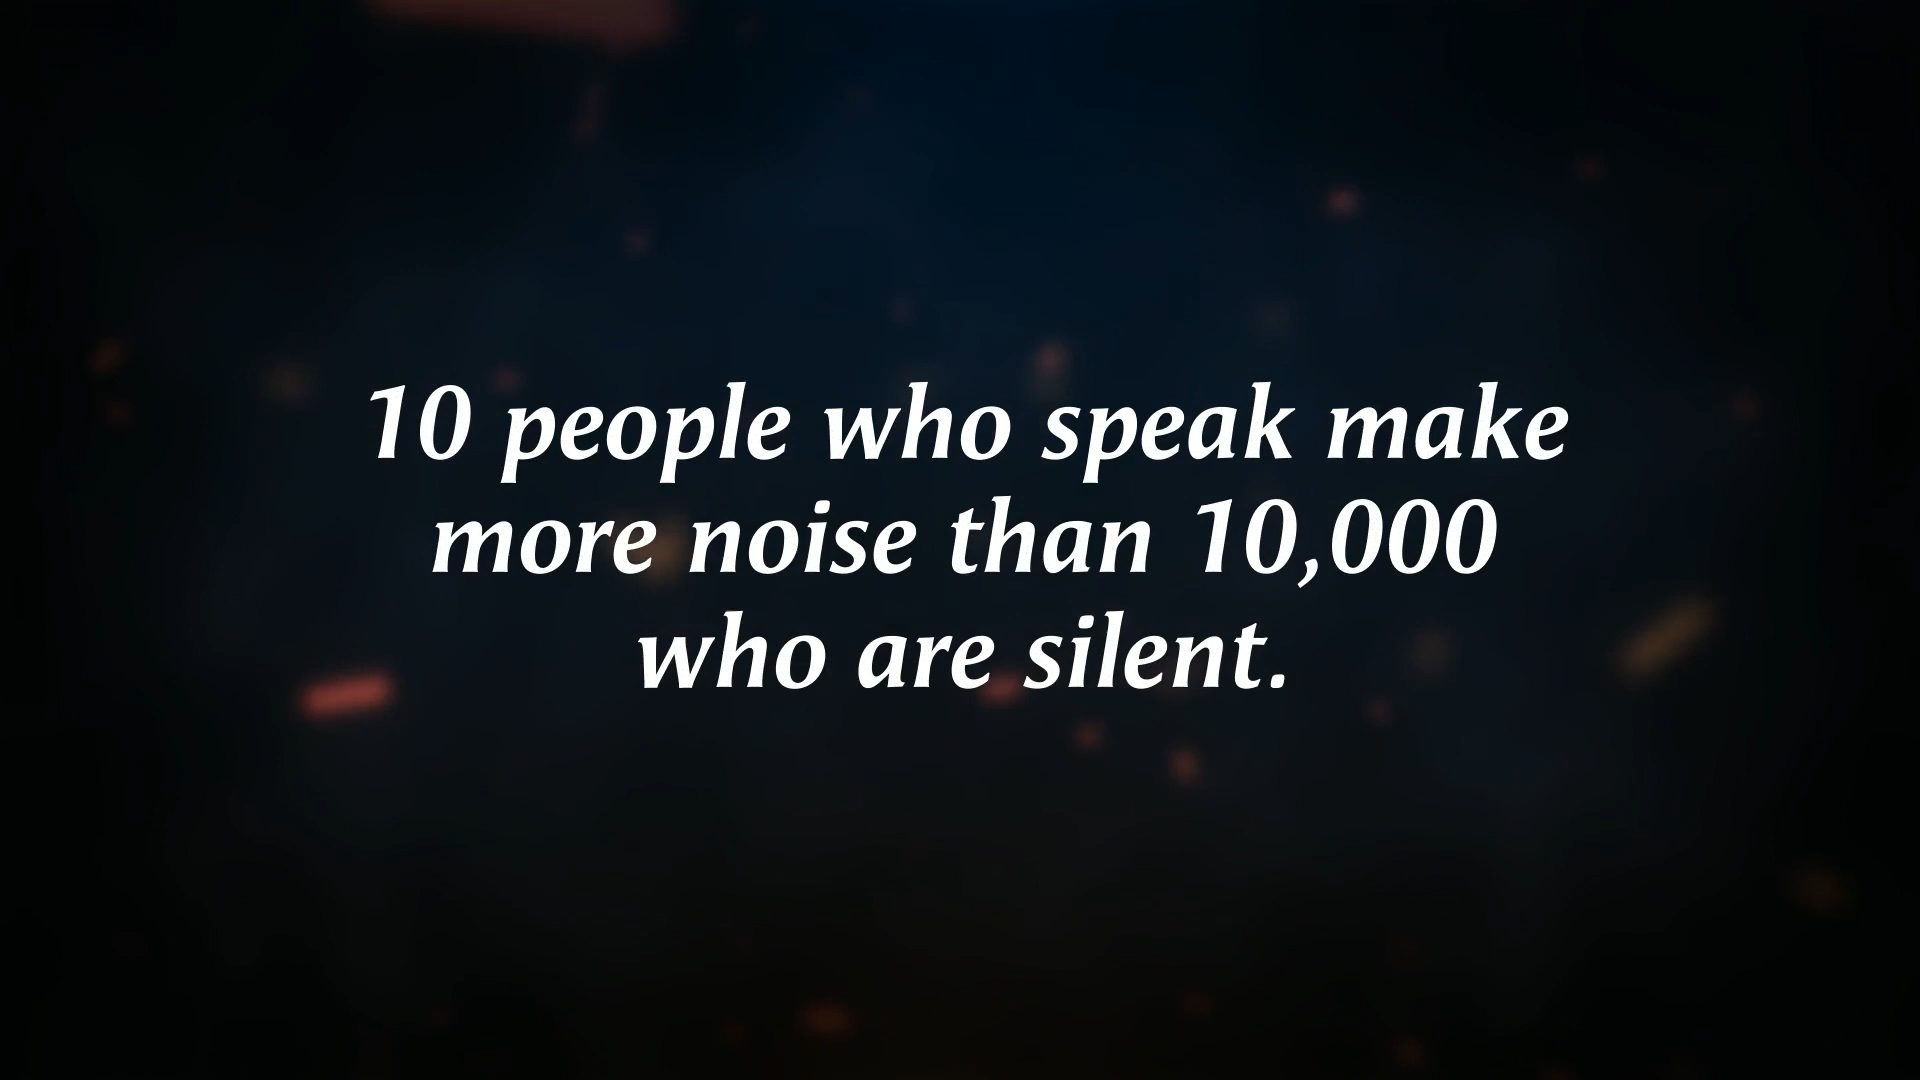 10 people who speak make
more noise than 10,000
who are silent.